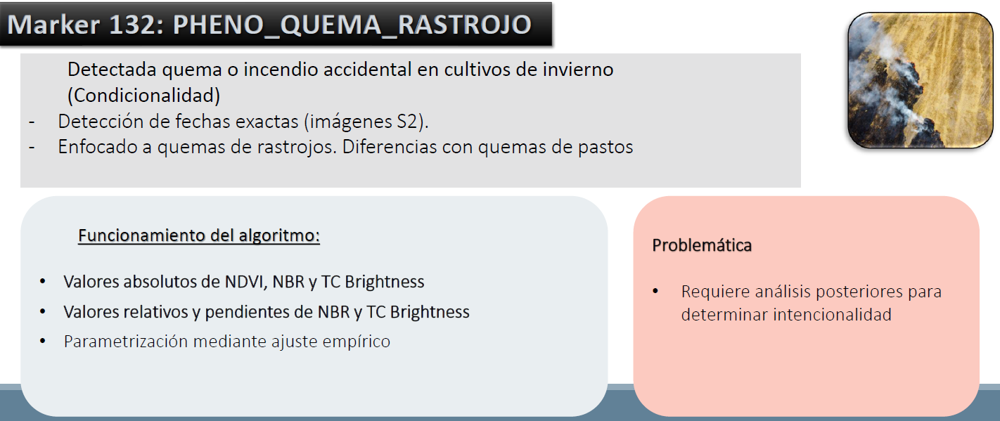 Marker 132: PHENO_QUEMA_RASTROJO
Detectada quema o incendio accidental en cultivos de invierno
(Condicionalidad)
- Detección de fechas exactas (imágenes S2).
- Enfocado a quemas de rastrojos. Diferencias con quemas de pastos
Funcionamiento del algoritmo:
• Valores absolutos de NDVI, NBR y TC Brightness
• Valores relativos y pendientes de NBR y TC Brightness
• Parametrización mediante ajuste empírico
Problemática
• Requiere análisis posteriores para
determinar intencionalidad